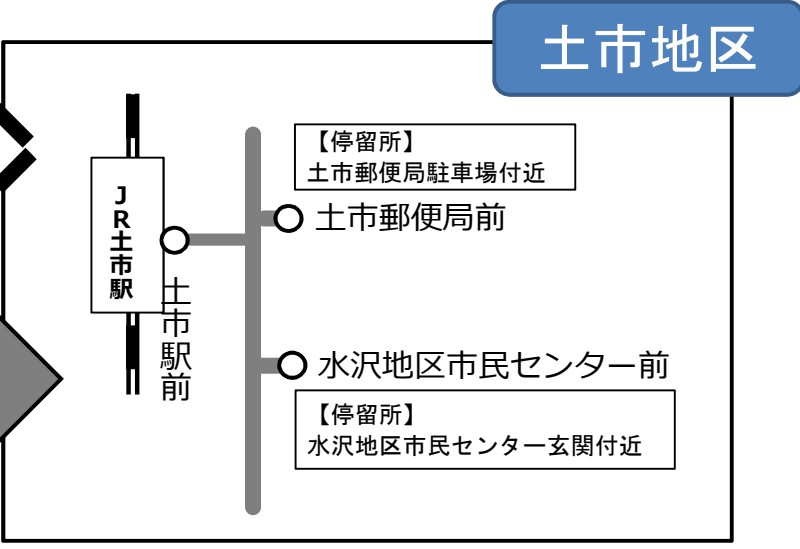 土市地区
【停留所】
土市郵便局駐車場付近
土市郵便局前
JR土市駅
土市駅前
水沢地区市民センター前
【停留所】
水沢地区市民センター玄関付近